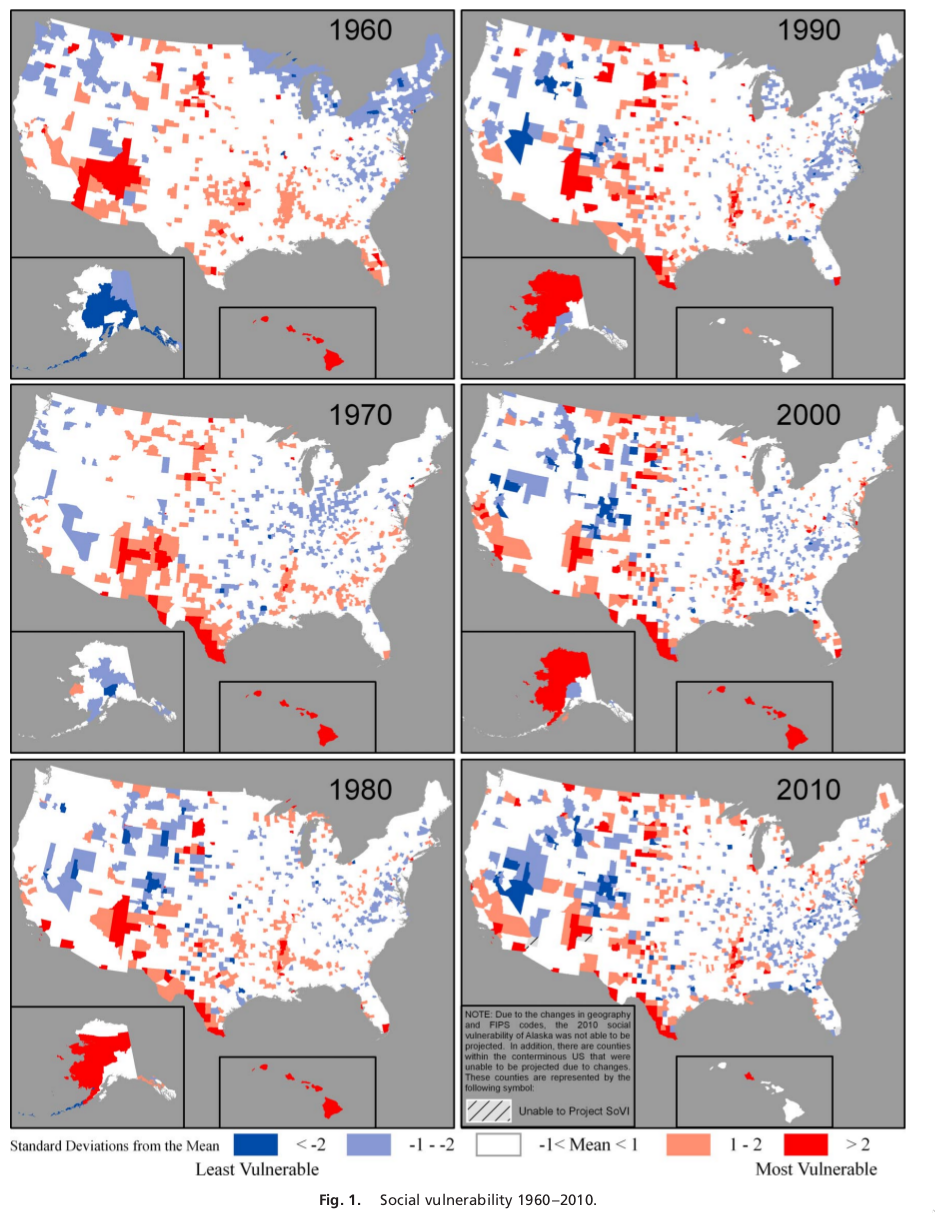 1960
1990
1970
2000
1980
2010
NOTE: Due to the changes in geography
and FIPS codes, the 2010 social
vulnerability of Alaska was not able to be
projected. In addition, there are counties
within the conterminous US that were
unable to be projected due to changes.
These counties are represented by the
following symbol:
Unable to Project SoVI
Standard Deviations from the Mean < -2 -1 - -2 -1< Mean < 1 1 - 2 > 2
Least Vulnerable Most Vulnerable
Fig. 1. Social vulnerability 1960–2010.